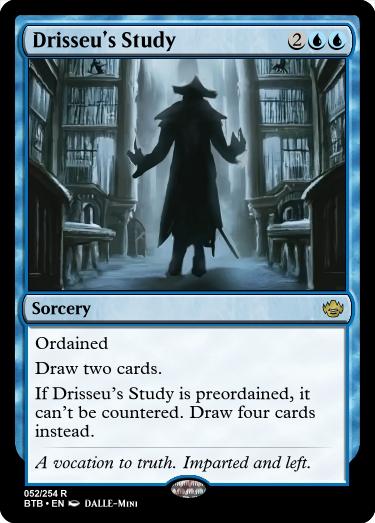 Drisseu's Study 2
Sorcery
Ordained
Draw two cards.
If Drisseu's Study is preordained, it
can't be countered. Draw four cards
instead.
A vocation to truth. Imparted and left.
052/254 R
BTB • EN DALLE-Mini